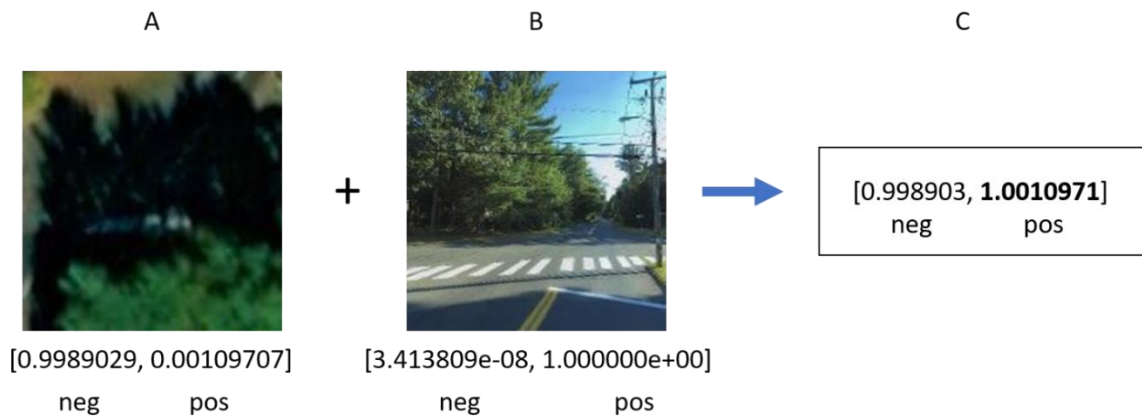 A B C
+
[0.998903, 1.0010971]
neg pos
[0.9989029, 0.00109707] [3.413809e-08, 1.000000e+00]
neg pos neg pos